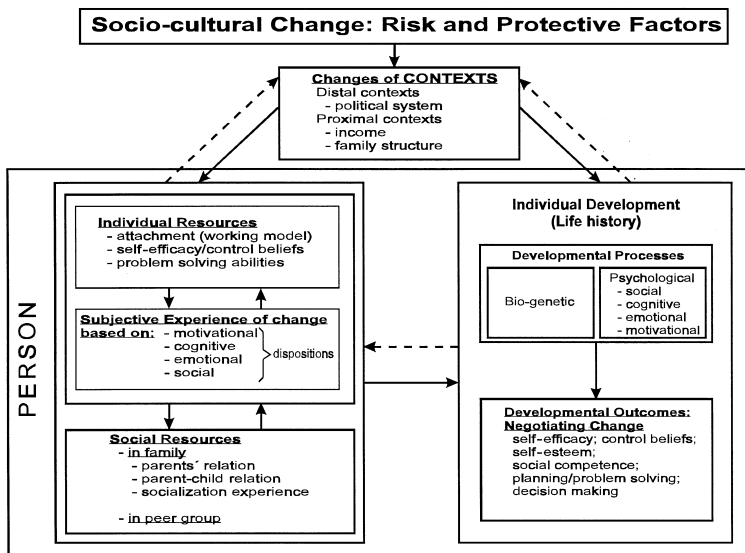 Socio-cultural Change: Risk and Protective Factors
Changes of CONTEXTS
Distal contexts
- political system
Proximal contexts
- income
- family structure
PERSON
Individual Resources
- attachment (working model)
- self-efficacy/control beliefs
- problem solving abilities
Subjective Experience of change
based on: - motivational
- cognitive
- emotional
- social
dispositions
Social Resources
- in family
- parents´ relation
- parent-child relation
- socialization experience
- in peer group
Individual Development
(Life history)
Developmental Processes
Bio-genetic
Psychological
- social
- cognitive
- emotional
- motivational
Developmental Outcomes:
Negotiating Change
self-efficacy; control beliefs;
self-esteem;
social competence;
planning/problem solving;
decision making